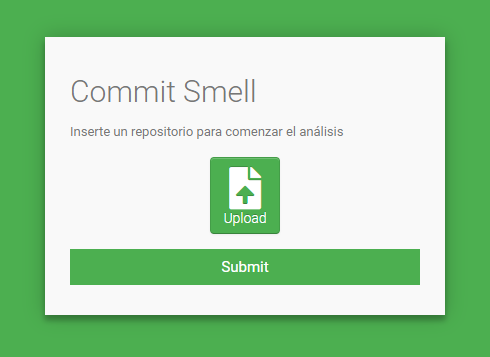 Commit Smell
Inserte un repositorio para comenzar el análisis
Upload
Submit